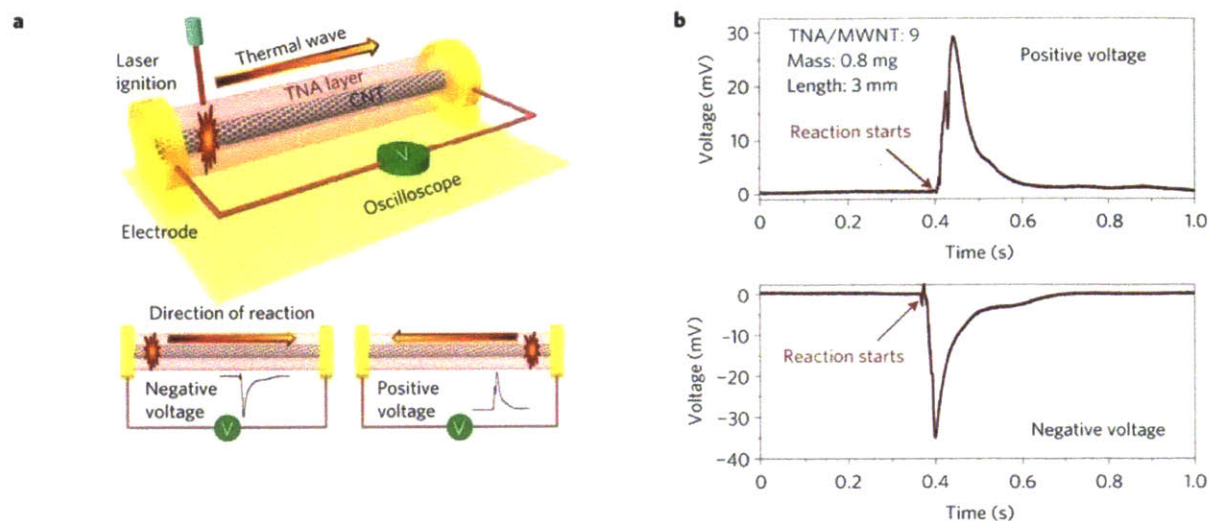 a
Laser
ignition
Thermal wave
TNA layer
CNT
V
Oscilloscope
Electrode
Direction of reaction
Negative
voltage
V
Positive
voltage
V
b
30
20
10
0
Voltage (mV)
TNA/MWNT: 9
Mass: 0.8 mg
Length: 3 mm
Positive voltage
Reaction starts
0 0.2 0.4 0.6 0.8 1.0
Time (s)
0
−10
−20
−30
−40
Voltage (mV)
Reaction starts
Negative voltage
0 0.2 0.4 0.6 0.8 1.0
Time (s)